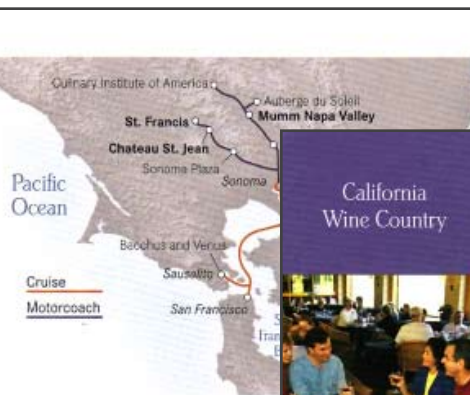 Culinary Institute of America
Auberge du Soleil
St. Francis
Mumm Napa Valley
Chateau St. Jean
Sonoma Plaza
Sonoma
Pacific
Ocean
California
Wine Country
Bacchus and Venus
Cruise
Sausalito
Motorcoach
San Francisco